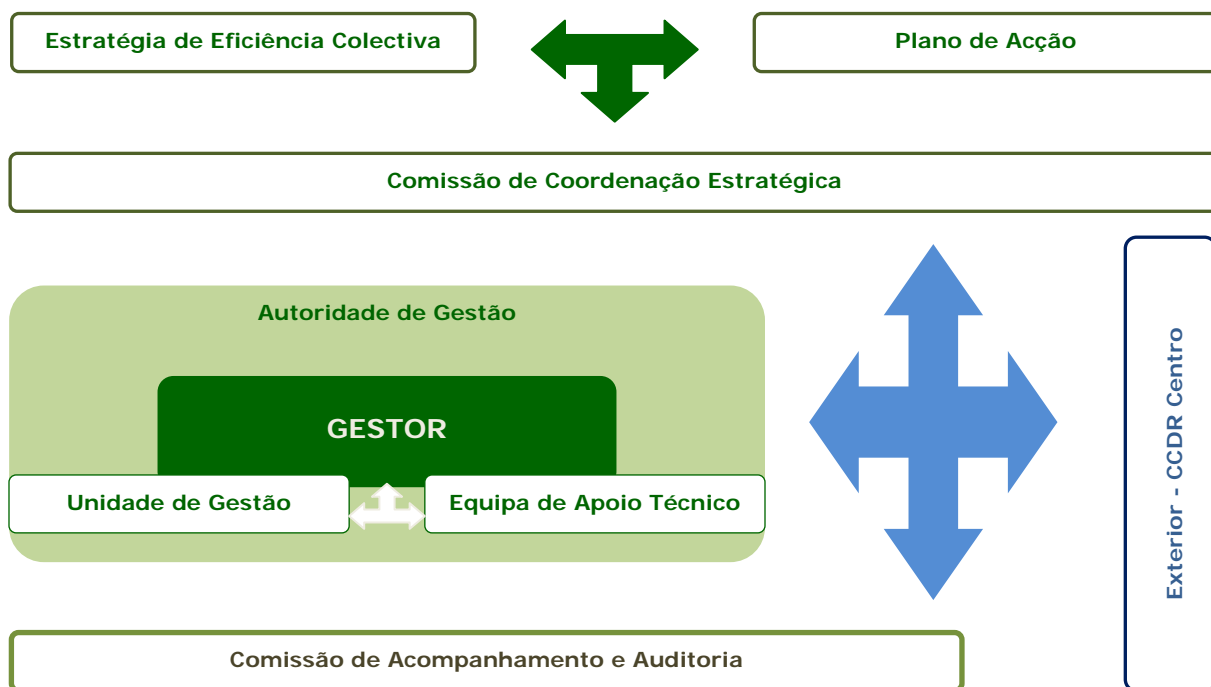 Estratégia de Eficiência Colectiva
Plano de Acção
Comissão de Coordenação Estratégica
Autoridade de Gestão
GESTOR
Unidade de Gestão
Equipa de Apoio Técnico
Exterior - CCDR Centro
Comissão de Acompanhamento e Auditoria